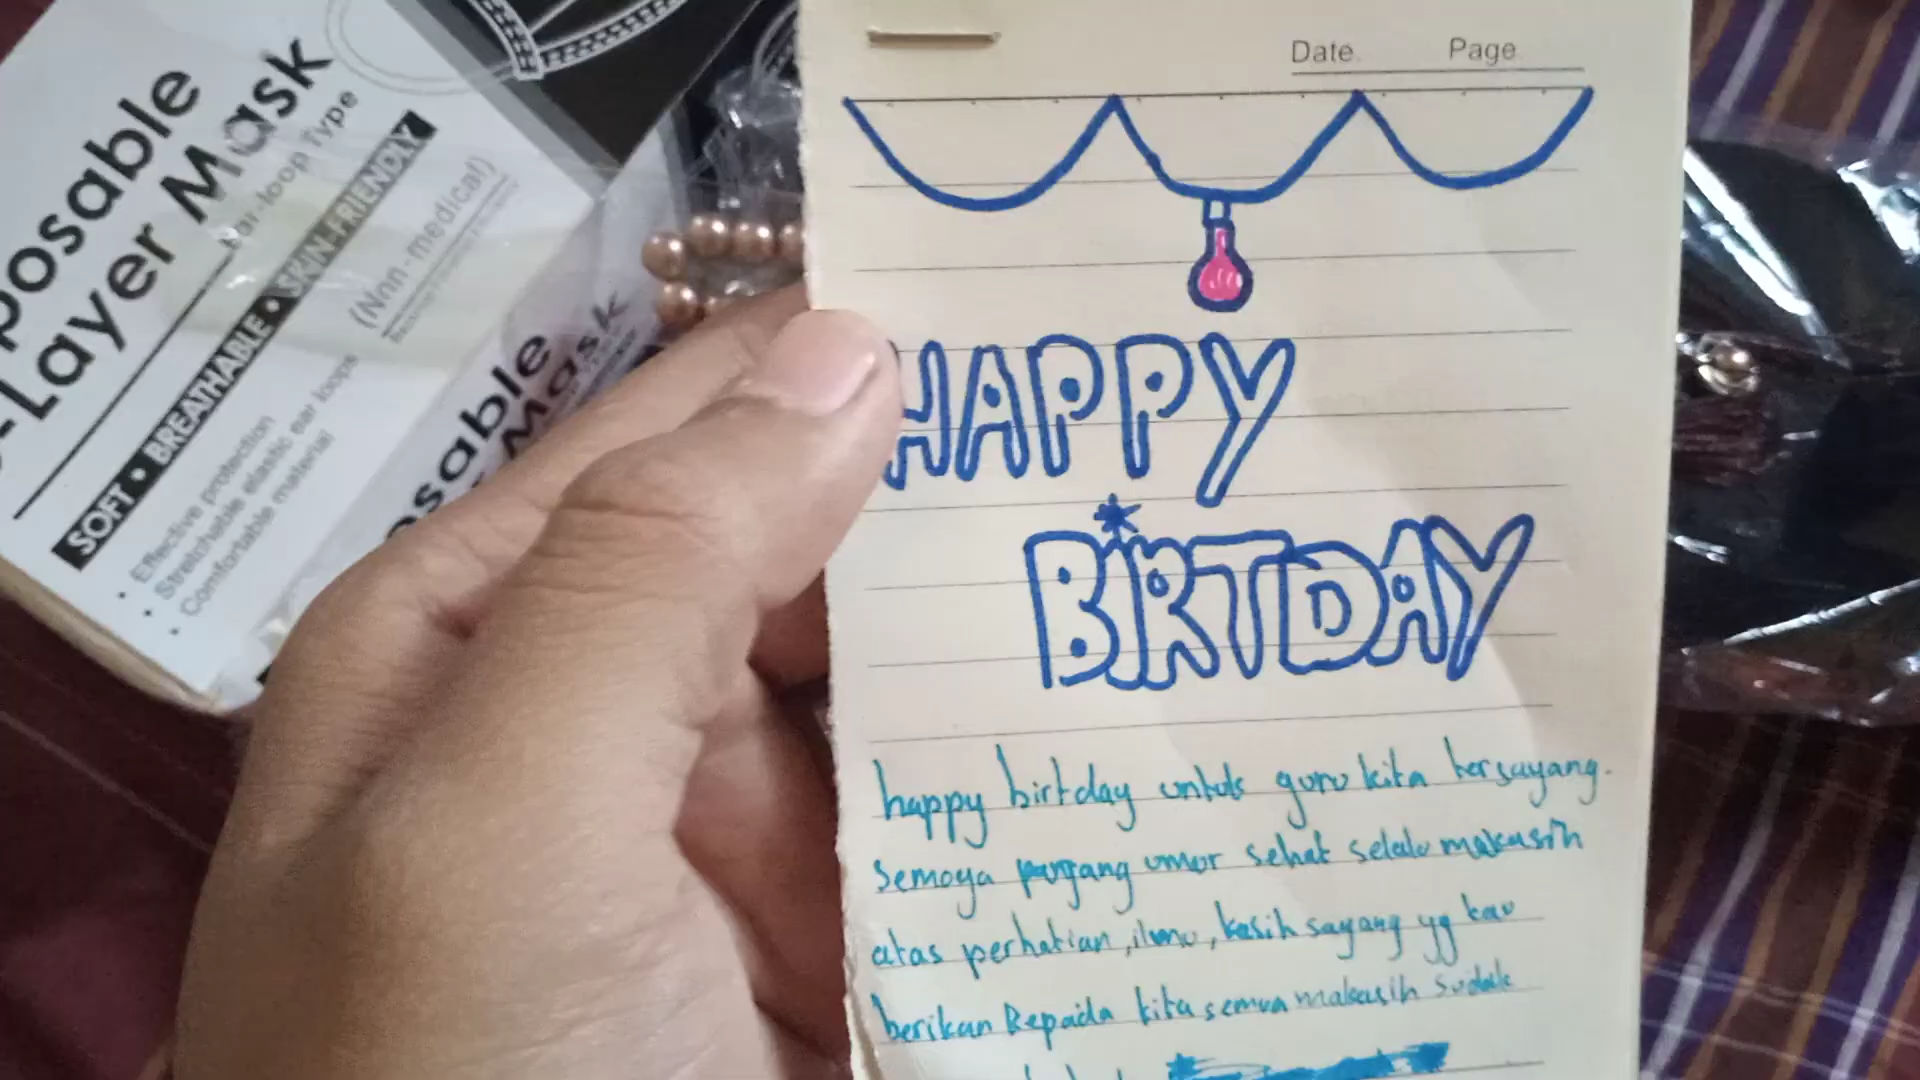 posable
-Layer Mask
Ear-loop Type
SOFT • BREATHABLE • SKIN-FRIENDLY
(Non-medical)
• Effective protection
• Stretchable elastic ear loops
• Comfortable material
osable
Mask
Date. Page
HAPPY
BIRTDAY
happy birtday untuk guru kita tersayang.
semoga panjang umur sehat selalu makasih
atas perhatian, ilmu, kasih sayang yg kau
berikan kepada kita semua makasih sudah